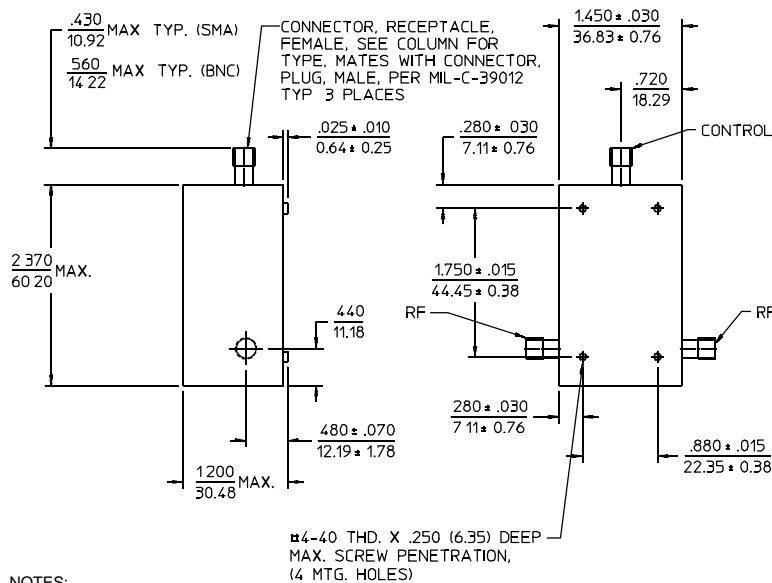 .430
10.92 MAX TYP. (SMA)
560
14 22 MAX TYP. (BNC)
CONNECTOR, RECEPTACLE,
FEMALE, SEE COLUMN FOR
TYPE, MATES WITH CONNECTOR,
PLUG, MALE, PER MIL-C-39012
TYP 3 PLACES
1.450 ± .030
36.83 ± 0.76
.720
18.29
.025 ± .010
0.64 ± 0.25
.280 ± 030
7.11 ± 0.76
CONTROL
2 370
60 20 MAX.
1.750 ± .015
44.45 ± 0.38
440
11.18
RF
RF
480 ± .070
12.19 ± 1.78
280 ± .030
7 11 ± 0.76
.880 ± .015
22.35 ± 0.38
1 200
30.48 MAX.
#4-40 THD. X .250 (6.35) DEEP
MAX. SCREW PENETRATION,
(4 MTG. HOLES)
NOTES: